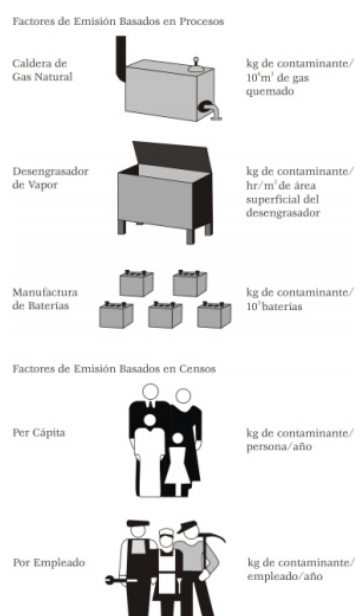 Factores de Emisión Basados en Procesos
Caldera de
Gas Natural
kg de contaminante/
10⁶m³ de gas
quemado
Desengrasador
de Vapor
kg de contaminante/
hr/m² de área
superficial del
desengrasador
Manufactura
de Baterías
kg de contaminante/
10³baterías
Factores de Emisión Basados en Censos
Per Cápita
kg de contaminante/
persona/año
Por Empleado
kg de contaminante/
empleado/año